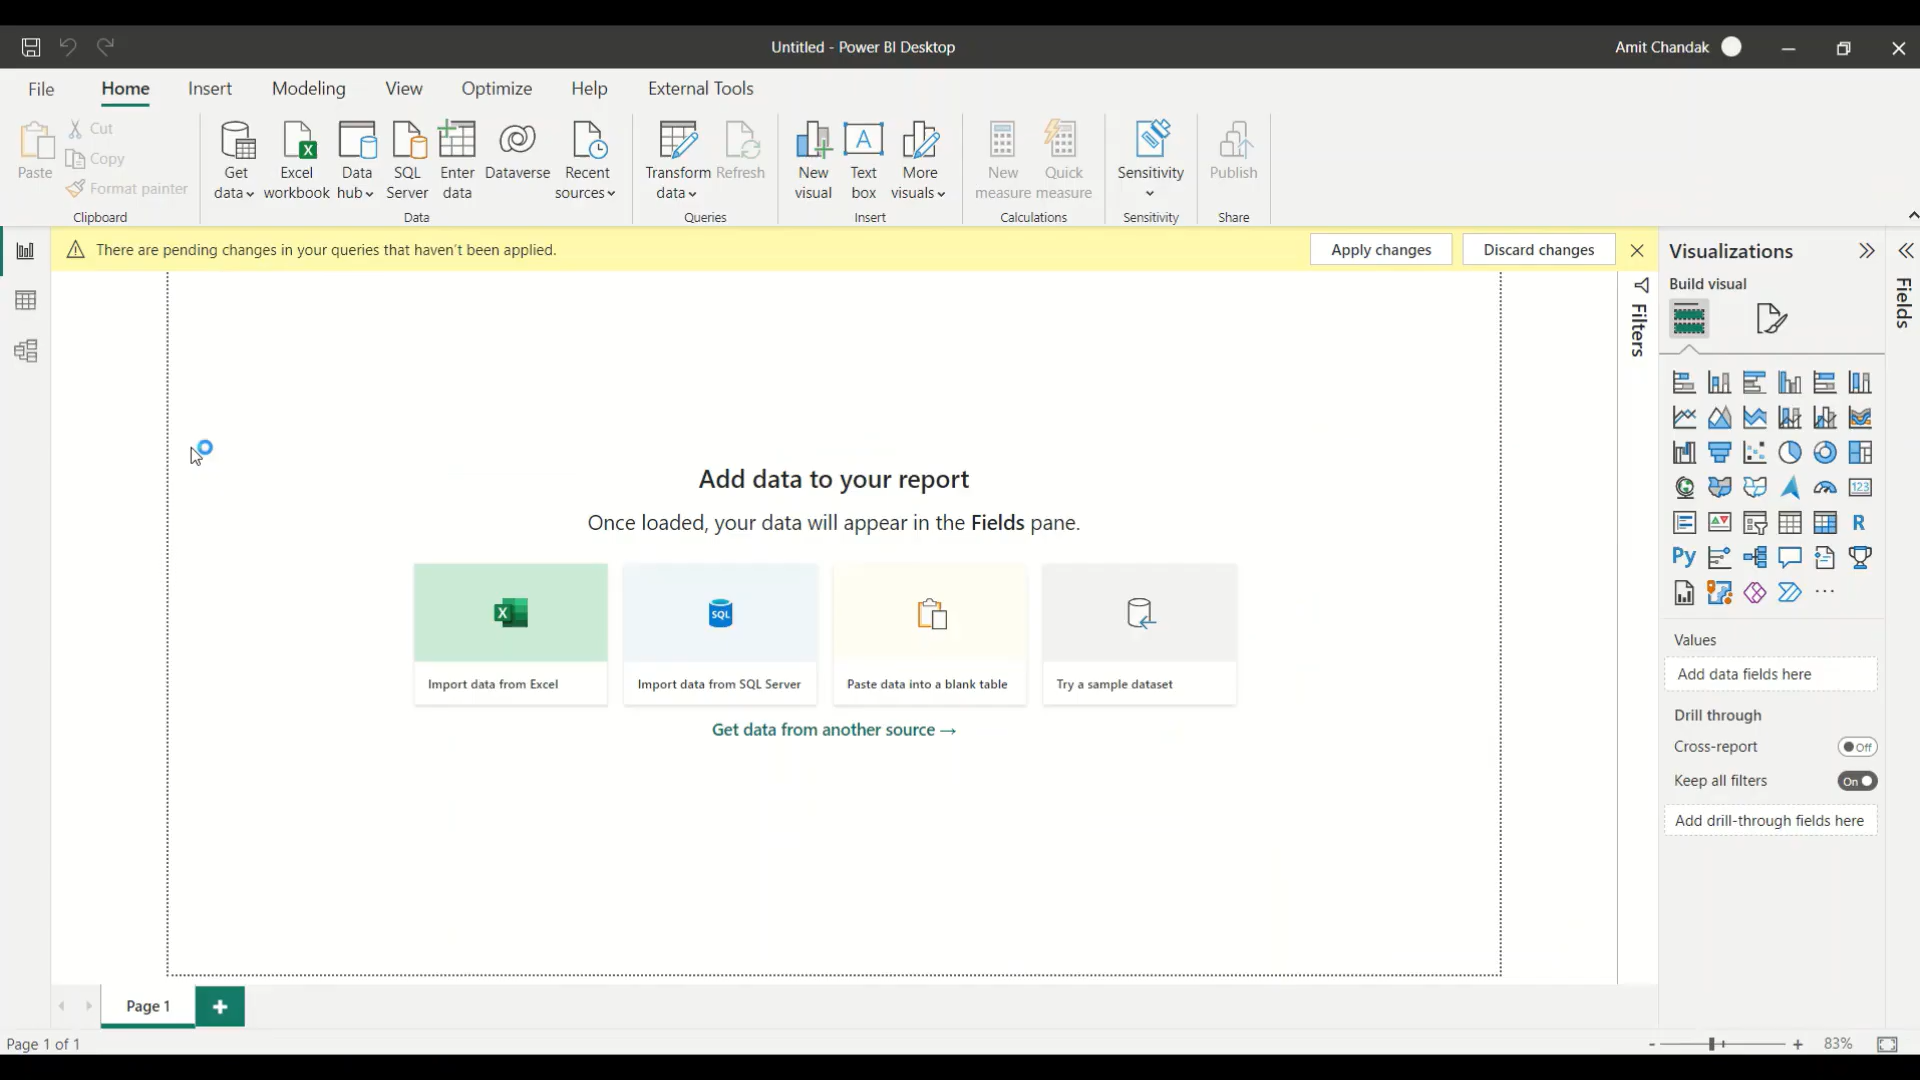 Untitled - Power BI Desktop
Amit Chandak
File Home Insert Modeling View Optimize Help External Tools
Paste
Cut
Copy
Format painter
Clipboard
Get data
Excel workbook
Data hub
SQL Server
Enter data
Dataverse
Recent sources
Data
Transform data
Refresh
Queries
New visual
Text box
A
More visuals
Insert
New measure
Quick measure
Calculations
Sensitivity
Sensitivity
Publish
Share
There are pending changes in your queries that haven't been applied.
Apply changes
Discard changes
Filters
Visualizations
Build visual
Fields
123
R
Py
Values
Add data fields here
Drill through
Cross-report
Off
Keep all filters
On
Add drill-through fields here
Add data to your report
Once loaded, your data will appear in the Fields pane.
X
SQL
Import data from Excel
Import data from SQL Server
Paste data into a blank table
Try a sample dataset
Get data from another source →
Page 1
Page 1 of 1
83%